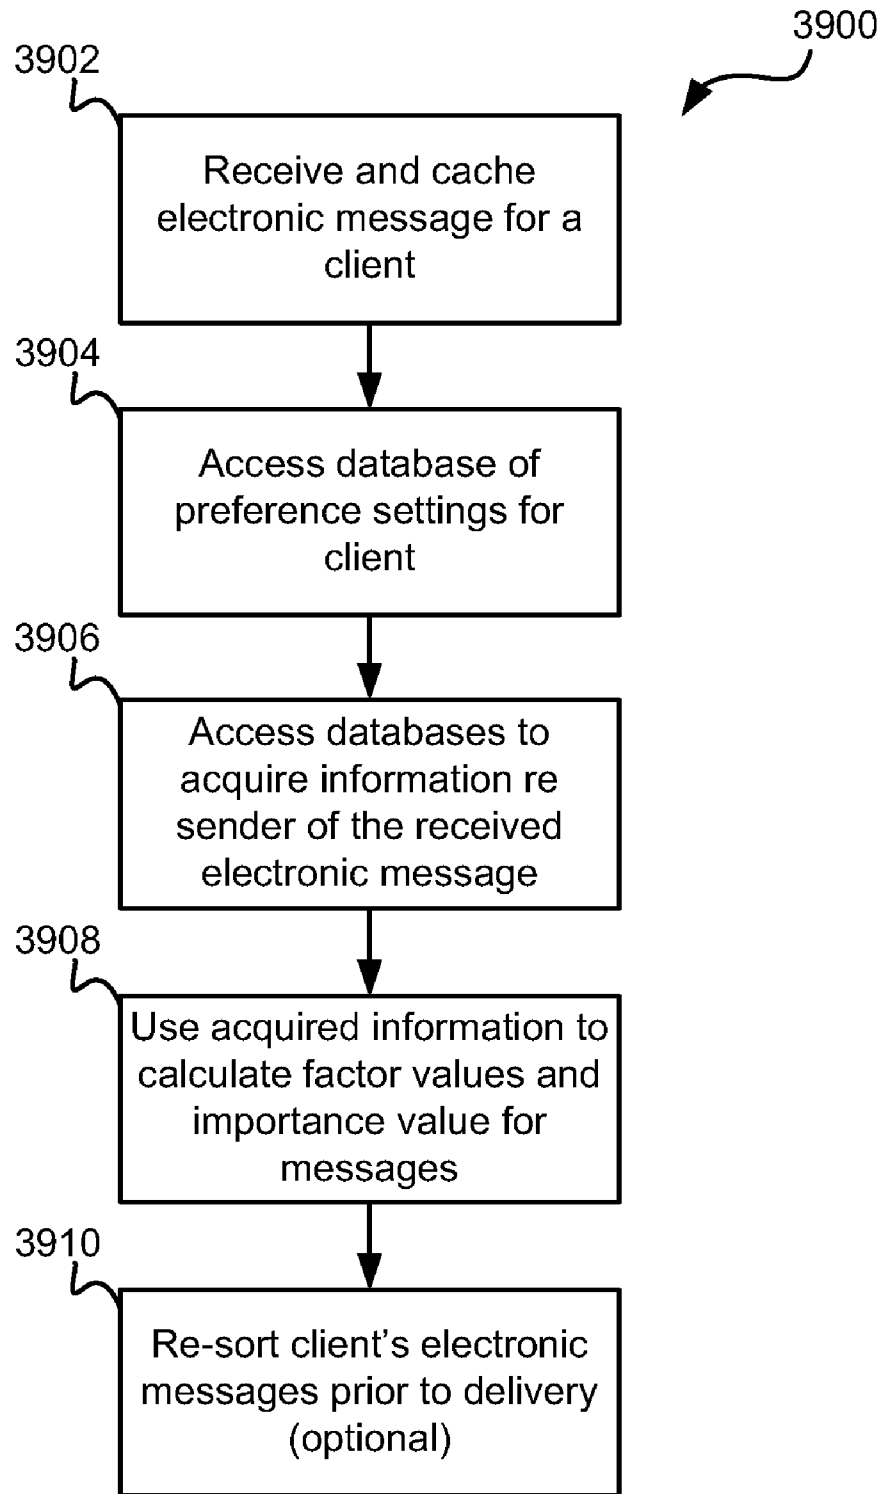 3900
3902
Receive and cache
electronic message for a
client
3904
Access database of
preference settings for
client
3906
Access databases to
acquire information re
sender of the received
electronic message
3908
Use acquired information to
calculate factor values and
importance value for
messages
3910
Re-sort client’s electronic
messages prior to delivery
(optional)